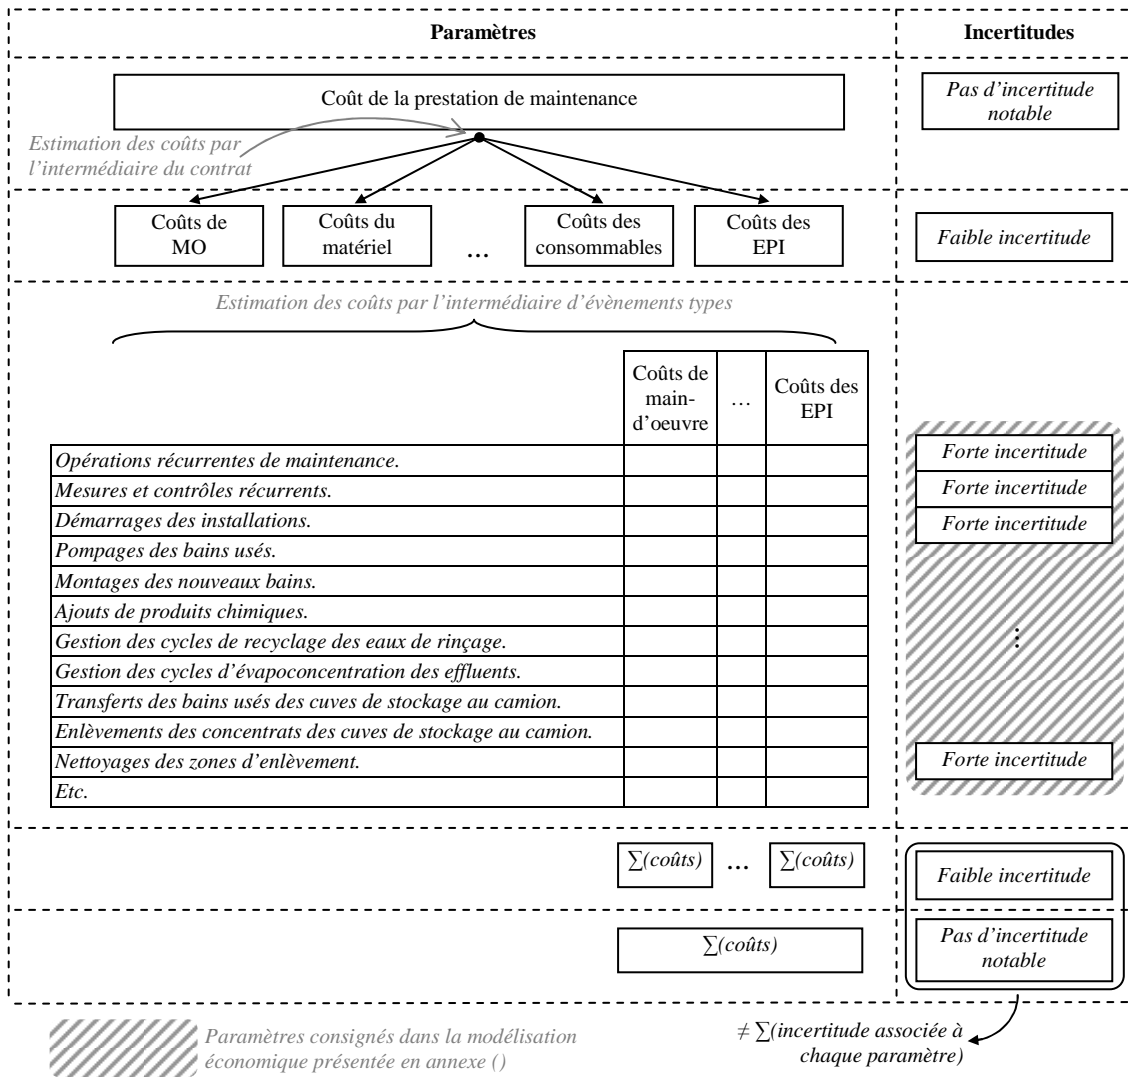 Paramètres
Incertitudes
Coût de la prestation de maintenance
Pas d’incertitude
notable
Estimation des coûts par
l’intermédiaire du contrat
Coûts de
MO
Coûts du
matériel
...
Coûts des
consommables
Coûts des
EPI
Faible incertitude
Estimation des coûts par l’intermédiaire d’évènements types
Coûts de
main-
d’oeuvre
…
Coûts des
EPI
Opérations récurrentes de maintenance.
Forte incertitude
Mesures et contrôles récurrents.
Forte incertitude
Démarrages des installations.
Forte incertitude
Pompages des bains usés.
Montages des nouveaux bains.
Ajouts de produits chimiques.
Gestion des cycles de recyclage des eaux de rinçage.
...
Gestion des cycles d’évapoconcentration des effluents.
Transferts des bains usés des cuves de stockage au camion.
Enlèvements des concentrats des cuves de stockage au camion.
Nettoyages des zones d’enlèvement.
Forte incertitude
Etc.
∑(coûts)
...
∑(coûts)
Faible incertitude
∑(coûts)
Pas d’incertitude
notable
Paramètres consignés dans la modélisation
économique présentée en annexe ()
≠ ∑(incertitude associée à
chaque paramètre)